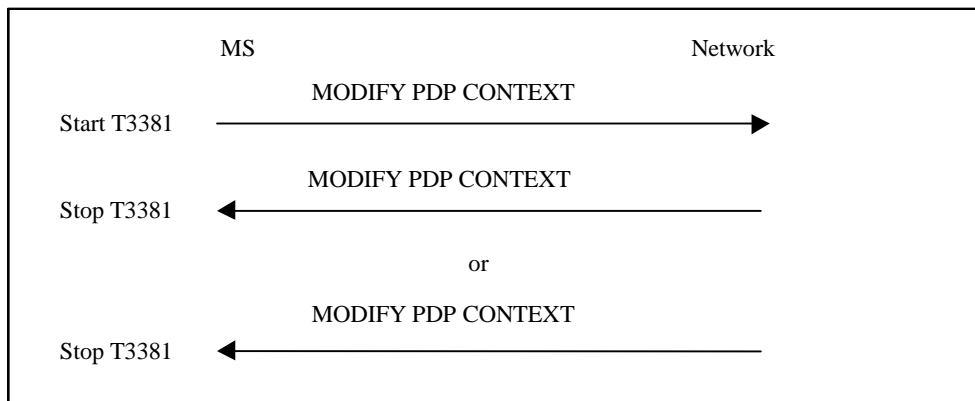 MS Network
MODIFY PDP CONTEXT
Start T3381
MODIFY PDP CONTEXT
Stop T3381
or
MODIFY PDP CONTEXT
Stop T3381